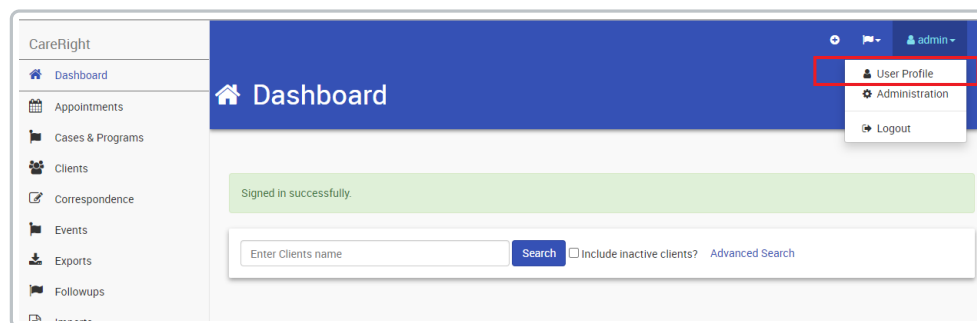 CareRight
admin
Dashboard
User Profile
Dashboard
Administration
Appointments
Logout
Cases & Programs
Clients
Signed in successfully.
Correspondence
Events
Enter Clients name Search Include inactive clients? Advanced Search
Exports
Followups
Imports